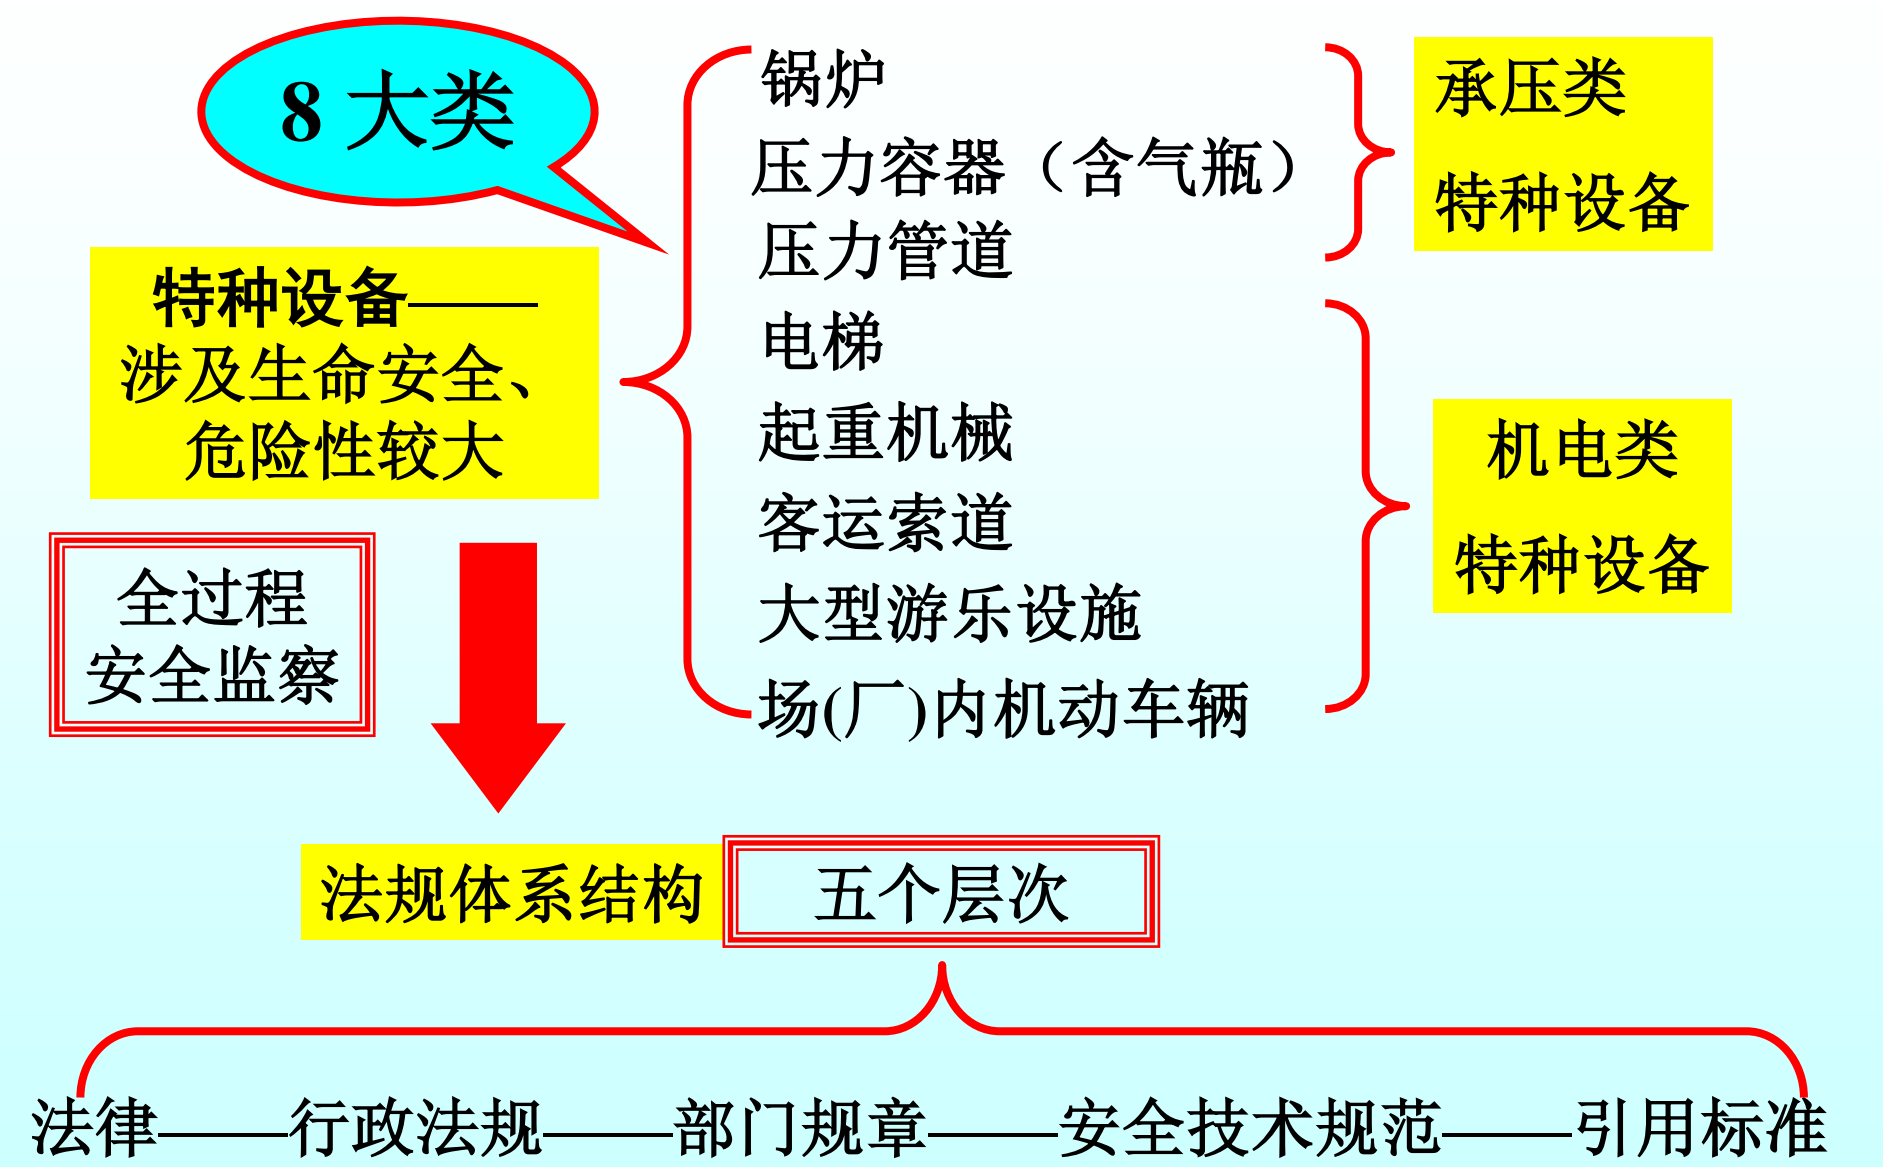 8 大类
特种设备——
涉及生命安全、
危险性较大
全过程
安全监察
锅炉
压力容器（含气瓶）
压力管道
电梯
起重机械
客运索道
大型游乐设施
场(厂)内机动车辆
承压类
特种设备
机电类
特种设备
法规体系结构
五个层次
法律——行政法规——部门规章——安全技术规范——引用标准